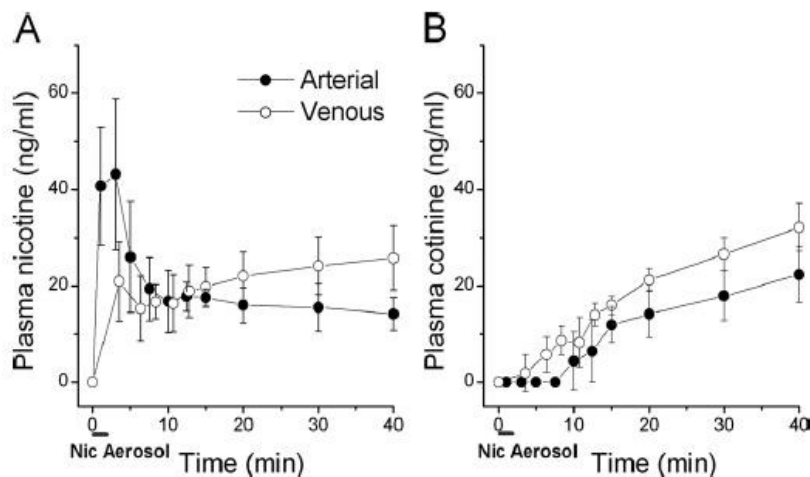 A
B
60
40
20
0
Plasma nicotine (ng/ml)
Arterial
Venous
0 10 20 30 40
Nic Aerosol Time (min)
60
40
20
0
Plasma cotinine (ng/ml)
0 10 20 30 40
Nic Aerosol Time (min)